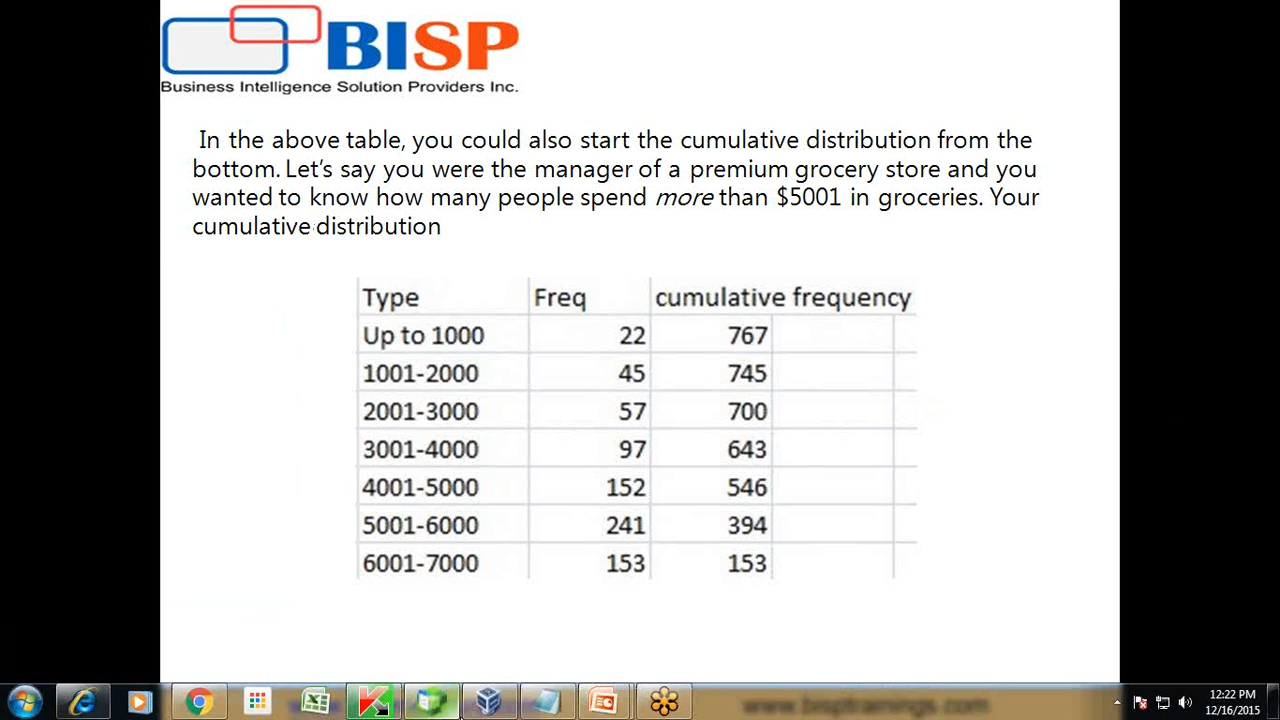 BISP
Business Intelligence Solution Providers Inc.
In the above table, you could also start the cumulative distribution from the
bottom. Let's say you were the manager of a premium grocery store and you
wanted to know how many people spend more than $5001 in groceries. Your
cumulative distribution
Type Freq cumulative frequency
Up to 1000 22 767
1001-2000 45 745
2001-3000 57 700
3001-4000 97 643
4001-5000 152 546
5001-6000 241 394
6001-7000 153 153
www.bisptrainings.com
12:22 PM
12/16/2015